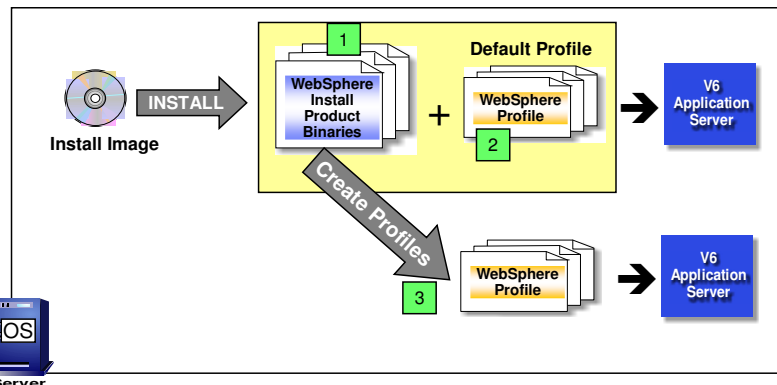 1
Default Profile
INSTALL
Install Image
WebSphere
Install
Product
Binaries
+
WebSphere
Profile
2
V6
Application
Server
Create Profiles
3
WebSphere
Profile
V6
Application
Server
OS
Server